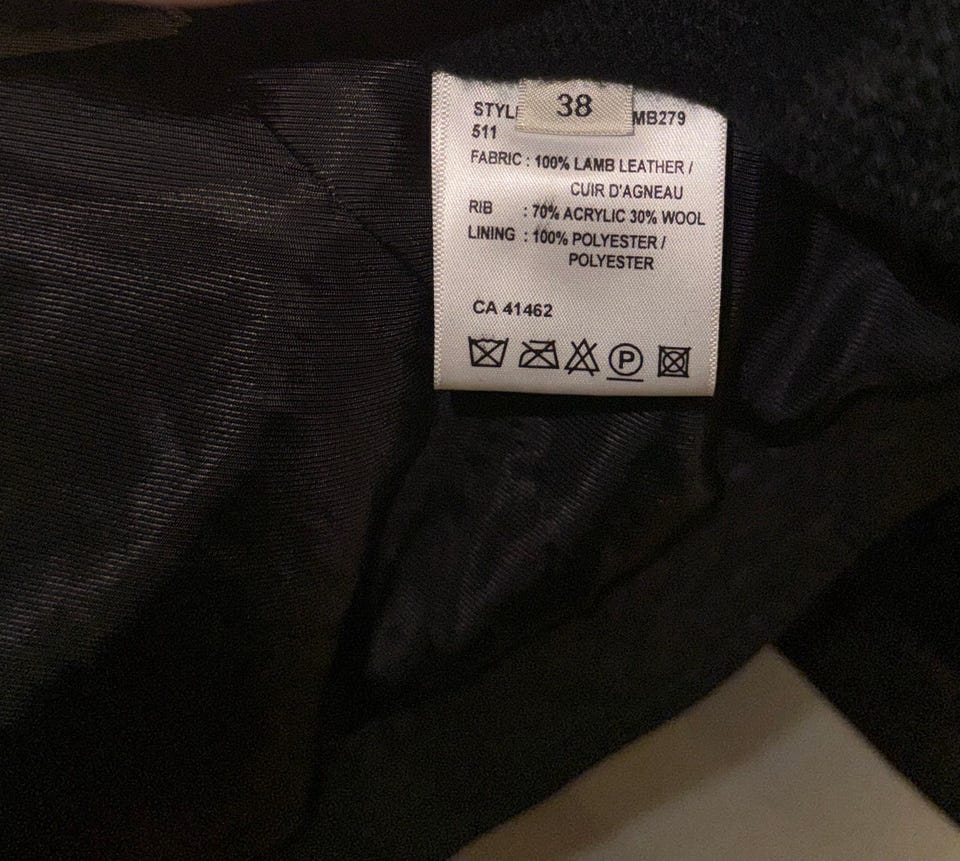 38
MB279
511
FABRIC : 100% LAMB LEATHER /
CUIR D'AGNEAU
RIB : 70% ACRYLIC 30% WOOL
LINING : 100% POLYESTER /
POLYESTER
CA 41462
P